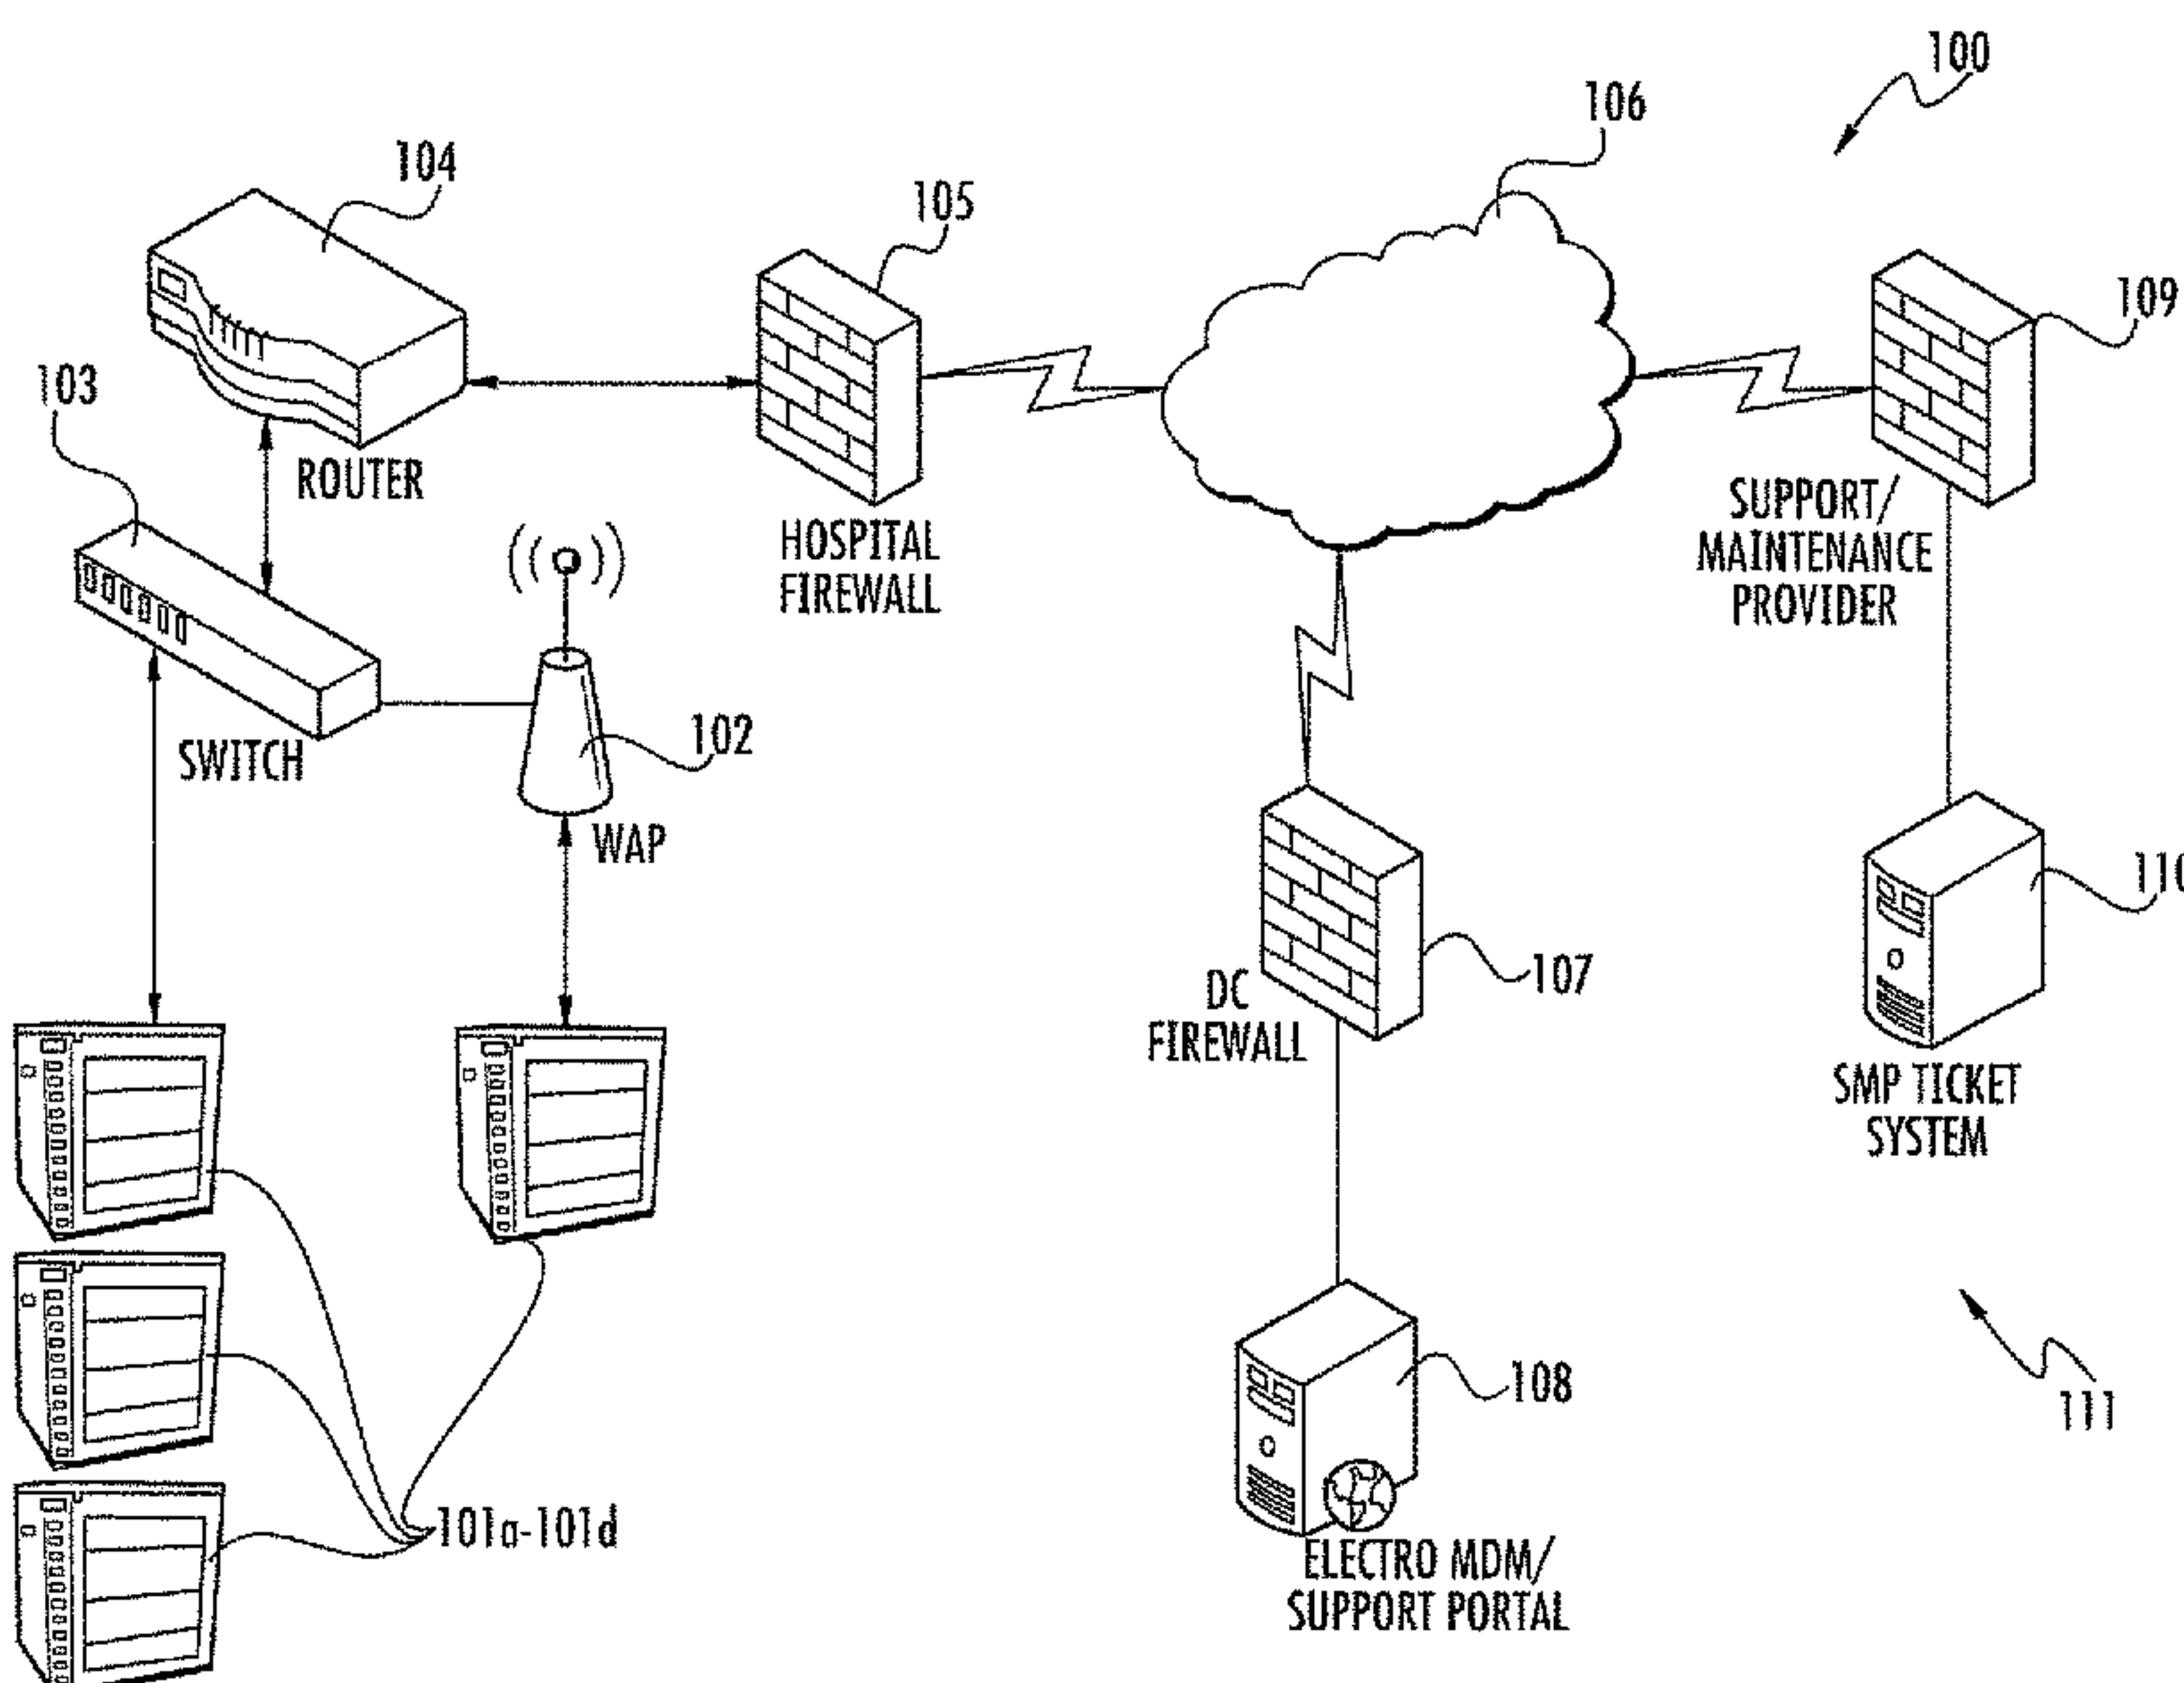 100
106
104
105
109
103
ROUTER
SUPPORT/
MAINTENANCE
PROVIDER
HOSPITAL
FIREWALL
102
SWITCH
WAP
110
107
DC
FIREWALL
SMP TICKET
SYSTEM
108
111
101a-101d
ELECTRO MDM/
SUPPORT PORTAL